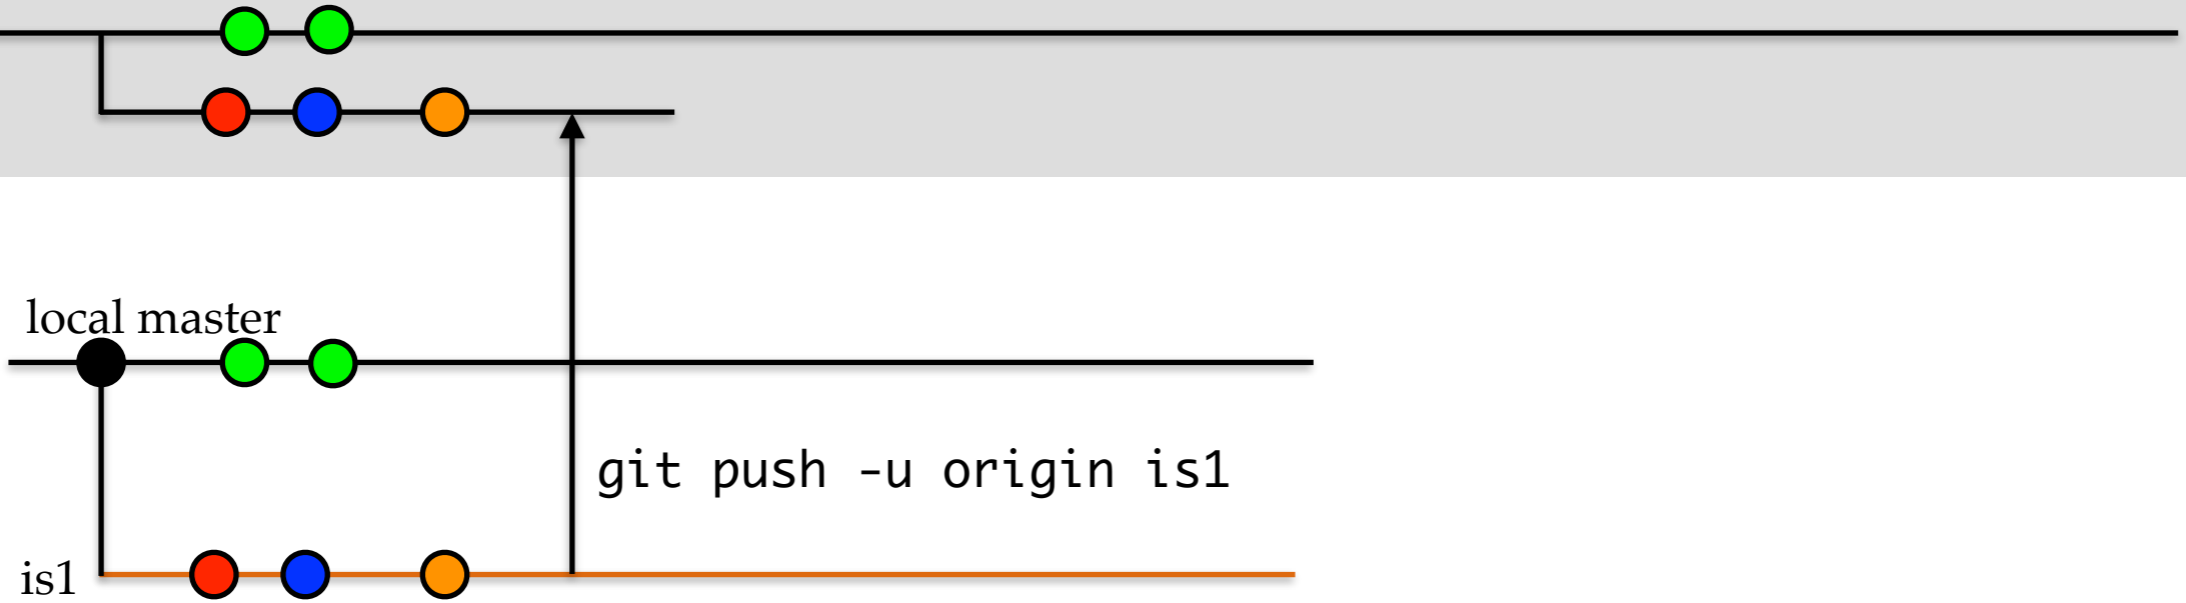 local master
git push -u origin is1
is1